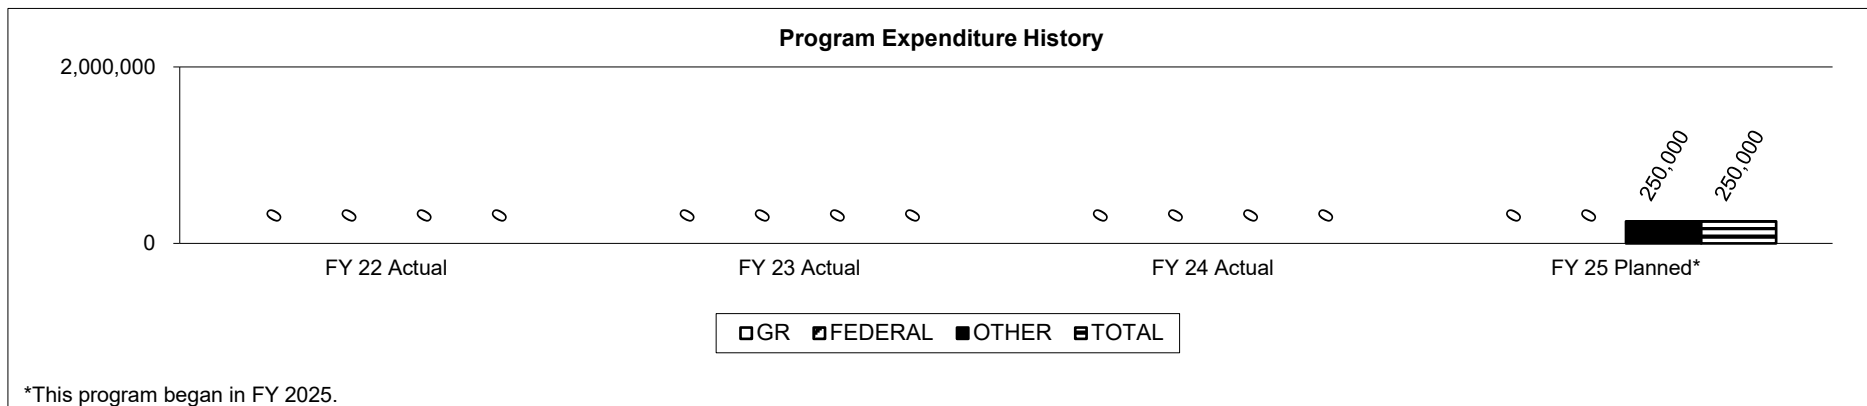 Program Expenditure History
2,000,000
250,000 250,000
0 0 0 0 0 0 0 0 0 0 0 0 0 0
0
FY 22 Actual FY 23 Actual FY 24 Actual FY 25 Planned*
GR FEDERAL OTHER TOTAL
*This program began in FY 2025.